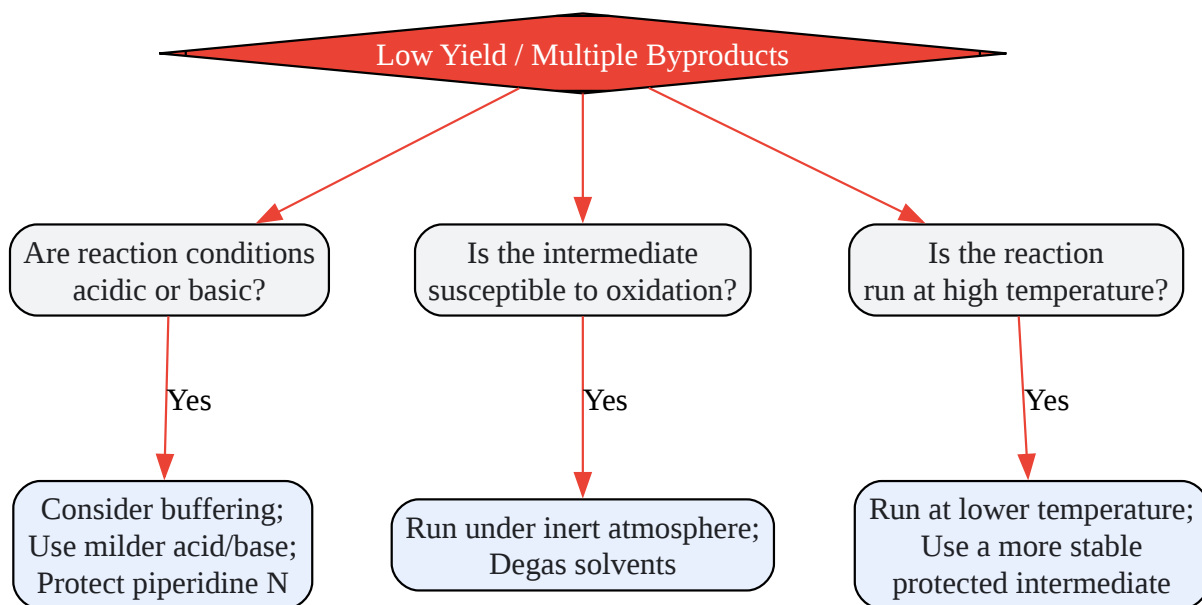 Low Yield / Multiple Byproducts
Are reaction conditions
acidic or basic?
Is the intermediate
susceptible to oxidation?
Is the reaction
run at high temperature?
Yes
Yes
Yes
Consider buffering;
Use milder acid/base;
Protect piperidine N
Run under inert atmosphere;
Degas solvents
Run at lower temperature;
Use a more stable
protected intermediate